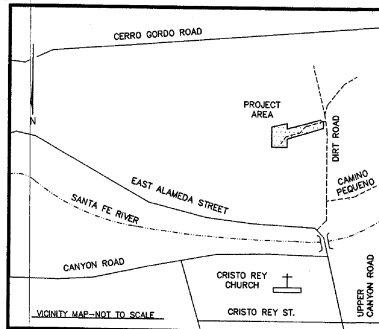 CERRO GORDO ROAD
PROJECT
AREA
N
DIRT ROAD
CAMINO
PEQUENO
EAST ALAMEDA STREET
SANTA FE RIVER
CANYON ROAD
CRISTO REY
CHURCH
UPPER
CANYON ROAD
VICINITY MAP-NOT TO SCALE
CRISTO REY ST.